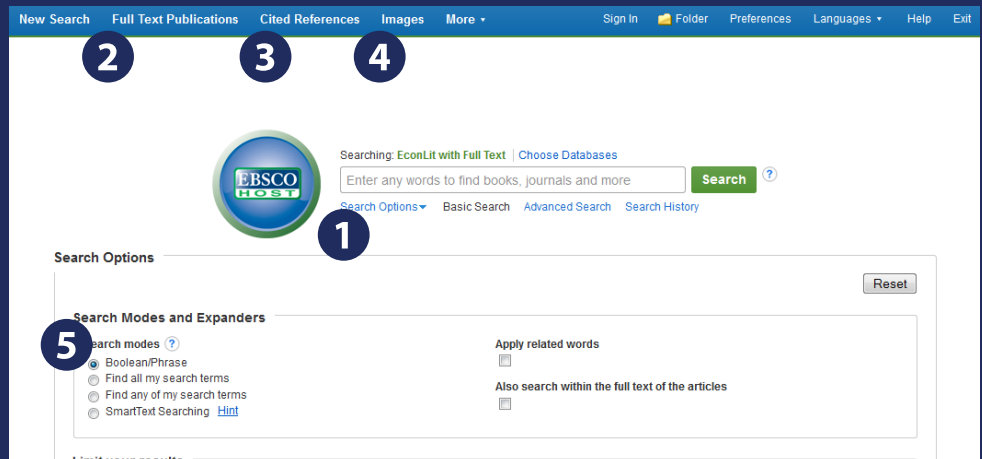 New Search Full Text Publications Cited References Images More Sign In Folder Preferences Languages Help Exit
2 3 4
Searching: EconLit with Full Text Choose Databases
EBSCO
HOST
Enter any words to find books, journals and more Search ?
Search Options Basic Search Advanced Search Search History
1
Search Options
Reset
Search Modes and Expanders
5
earch modes ? Apply related words
Boolean/Phrase
Find all my search terms
Also search within the full text of the articles
Find any of my search terms
SmartText Searching Hint
Limit your results